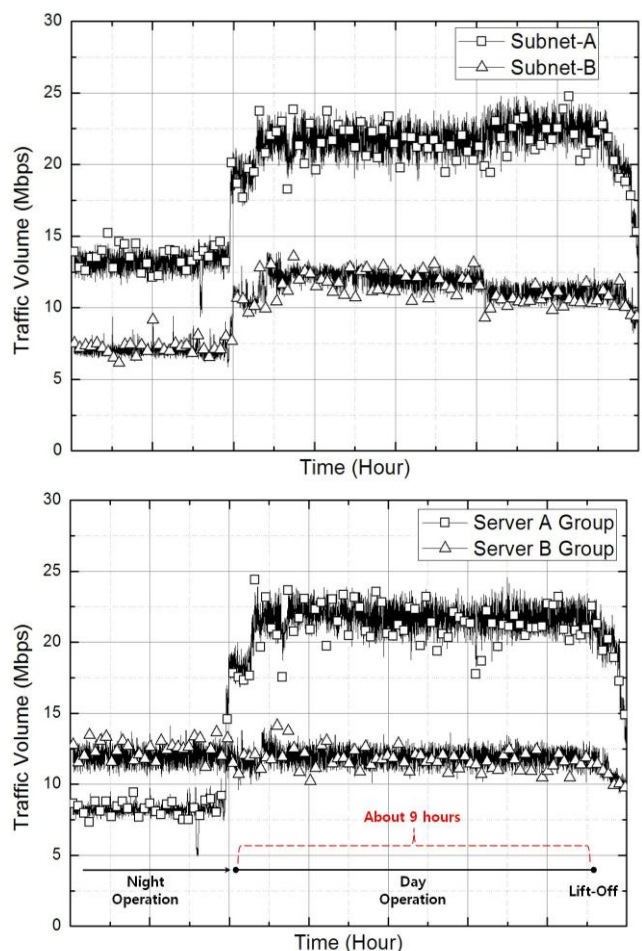 30
25
20
15
10
5
0
Traffic Volume (Mbps)
Subnet-A
Subnet-B
Time (Hour)
30
25
20
15
10
5
0
Traffic Volume (Mbps)
Server A Group
Server B Group
About 9 hours
Night
Operation
Day
Operation
Lift-Off
Time (Hour)